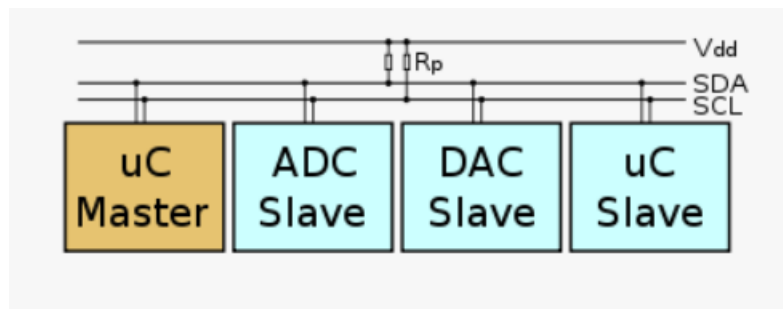 Vdd
Rp
SDA
SCL
uC
Master
ADC
Slave
DAC
Slave
uC
Slave